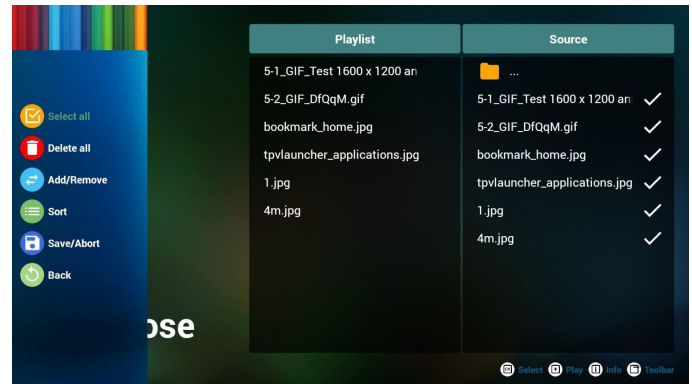 Playlist
Source
5-1_GIF_Test 1600 x 1200 an
5-2_GIF_DfQqM.gif
bookmark_home.jpg
tpvlauncher_applications.jpg
1.jpg
4m.jpg
...
5-1_GIF_Test 1600 x 1200 an
5-2_GIF_DfQqM.gif
bookmark_home.jpg
tpvlauncher_applications.jpg
1.jpg
4m.jpg
Select all
Delete all
Add/Remove
Sort
Save/Abort
Back
ose
Select Play Info Toolbar